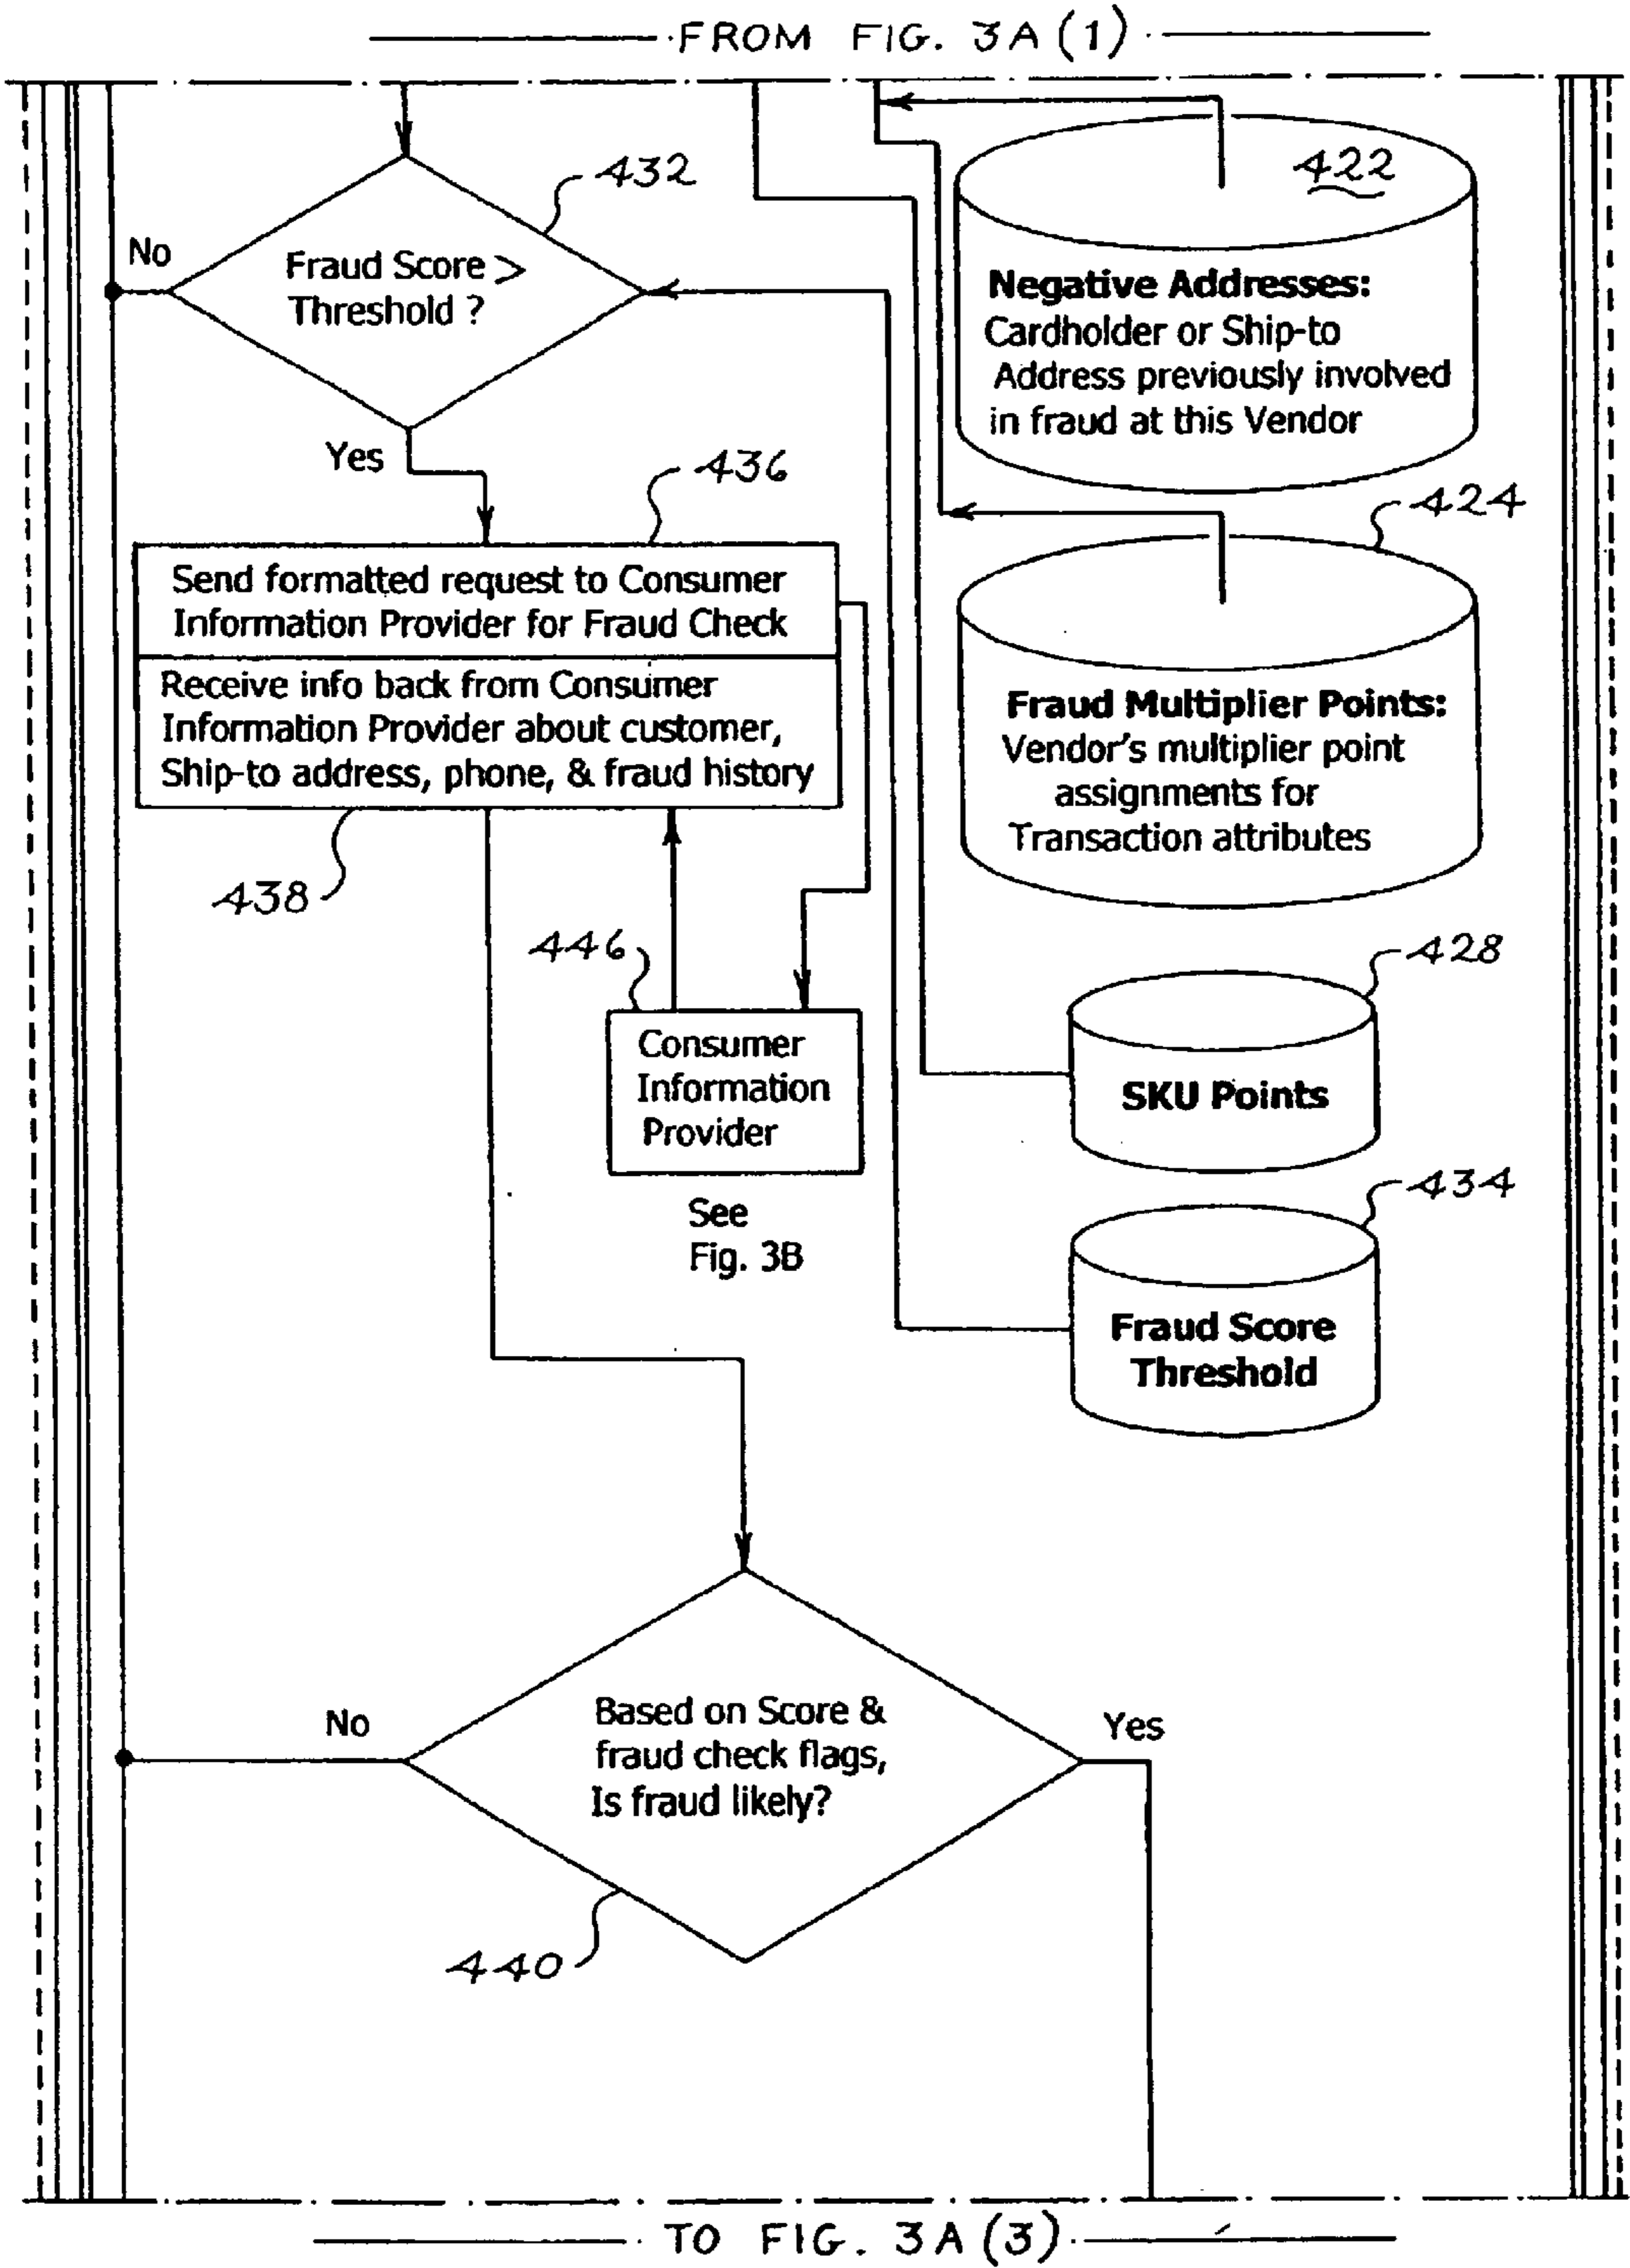 FROM FIG. 3A(1)
432
422
No
Fraud Score >
Threshold ?
Negative Addresses:
Cardholder or Ship-to
Address previously involved
in fraud at this Vendor
Yes
436
424
Send formatted request to Consumer
Information Provider for Fraud Check
Receive info back from Consumer
Information Provider about customer,
Ship-to address, phone, & fraud history
Fraud Multiplier Points:
Vendor's multiplier point
assignments for
Transaction attributes
438
446
428
Consumer
Information
Provider
SKU Points
See
Fig. 3B
434
Fraud Score
Threshold
No
Based on Score &
fraud check flags,
Is fraud likely?
Yes
440
TO FIG. 3A(3)